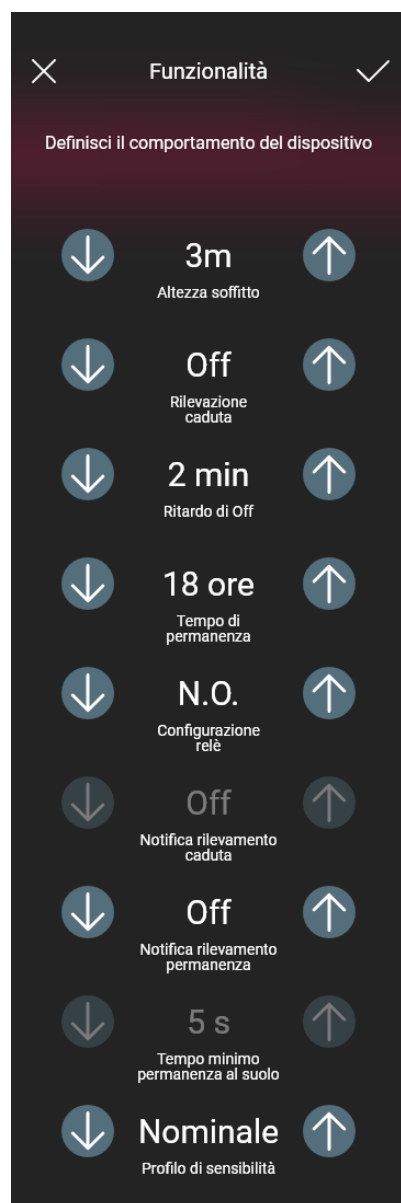 Funzionalità
Definisci il comportamento del dispositivo
3m
Altezza soffitto
Off
Rilevazione
caduta
2 min
Ritardo di Off
18 ore
Tempo di
permanenza
N.O.
Configurazione
relè
Off
Notifica rilevamento
caduta
Off
Notifica rilevamento
permanenza
5 s
Tempo minimo
permanenza al suolo
Nominale
Profilo di sensibilità